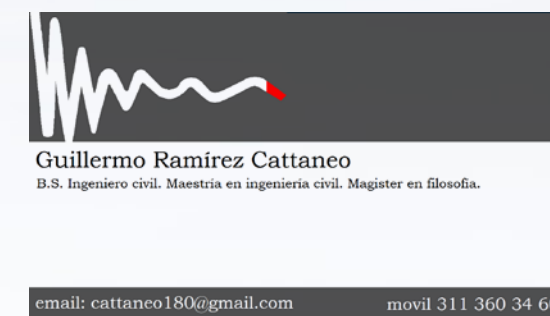 Guillermo Ramírez Cattaneo
B.S. Ingeniero civil. Maestria en ingeniería civil. Magister en filosofia.
email: cattaneo180@gmail.com movil 311 360 34